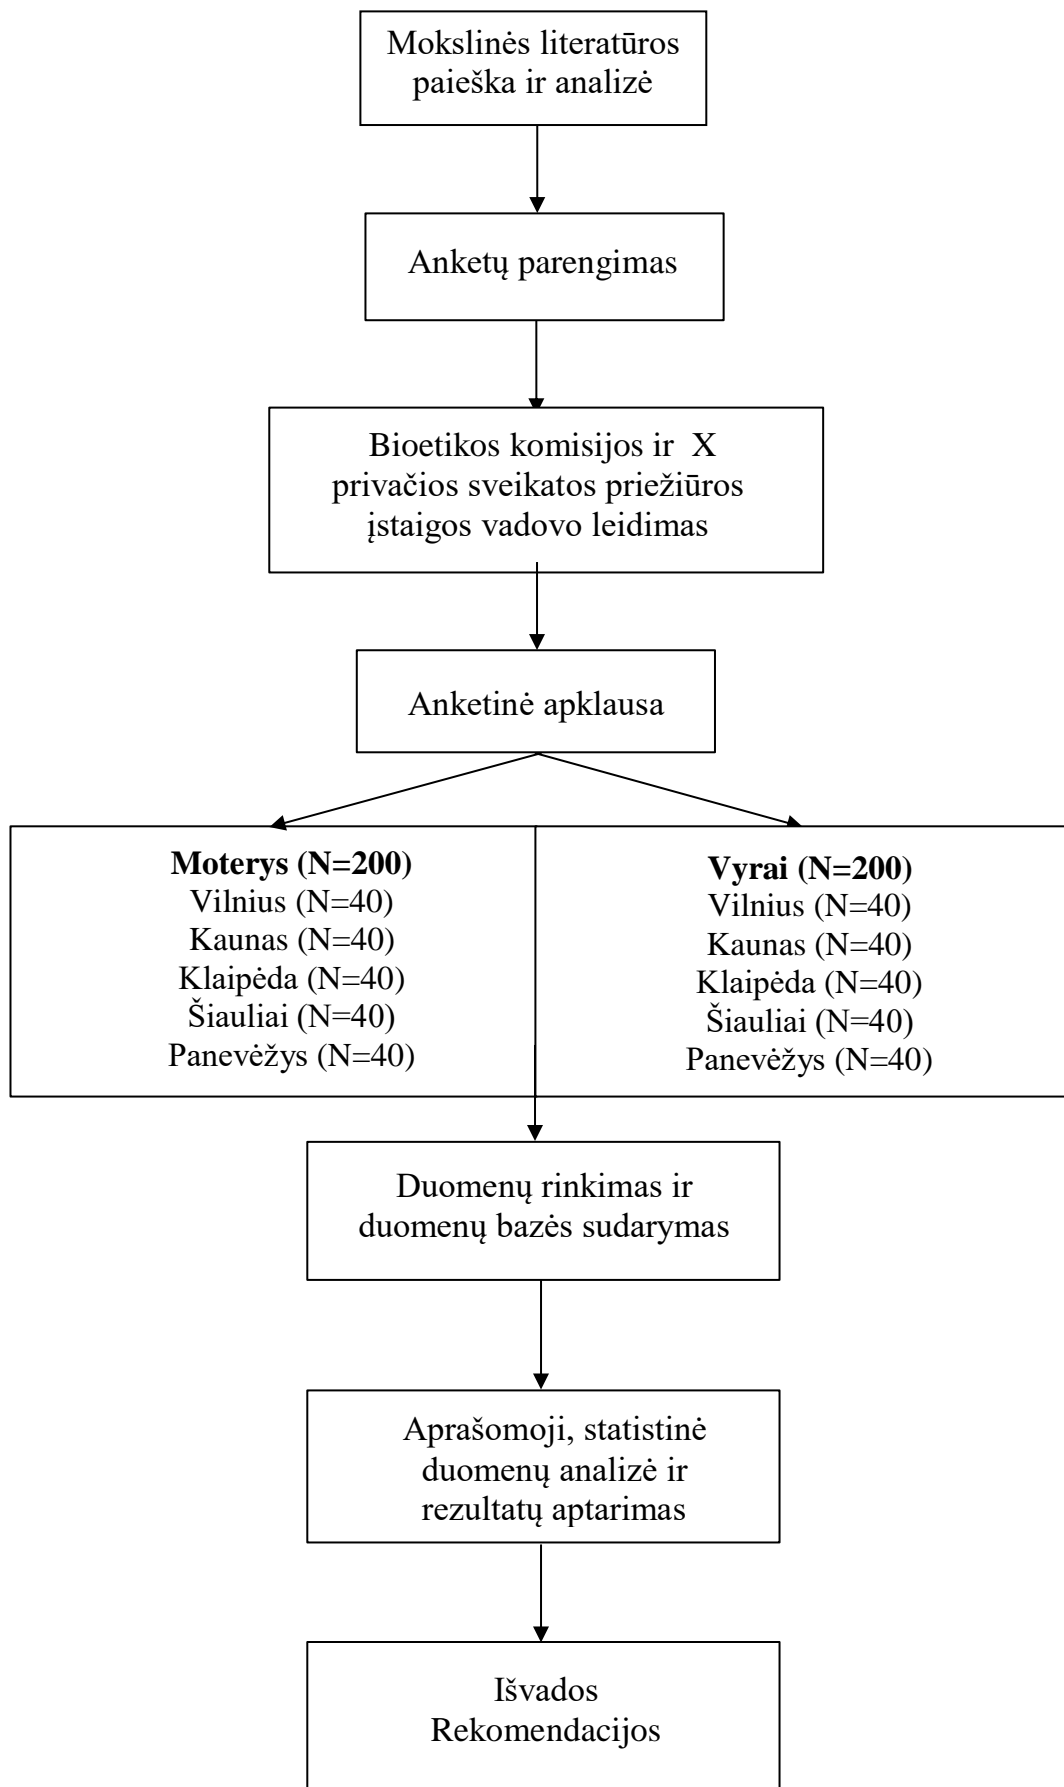 Mokslinės literatūros
paieška ir analizė
Anketų parengimas
Bioetikos komisijos ir X
privačios sveikatos priežiūros
įstaigos vadovo leidimas
Anketinė apklausa
Moterys (N=200)
Vilnius (N=40)
Kaunas (N=40)
Klaipėda (N=40)
Šiauliai (N=40)
Panevėžys (N=40)
Vyrai (N=200)
Vilnius (N=40)
Kaunas (N=40)
Klaipėda (N=40)
Šiauliai (N=40)
Panevėžys (N=40)
Duomenų rinkimas ir
duomenų bazės sudarymas
Aprašomoji, statistinė
duomenų analizė ir
rezultatų aptarimas
Išvados
Rekomendacijos